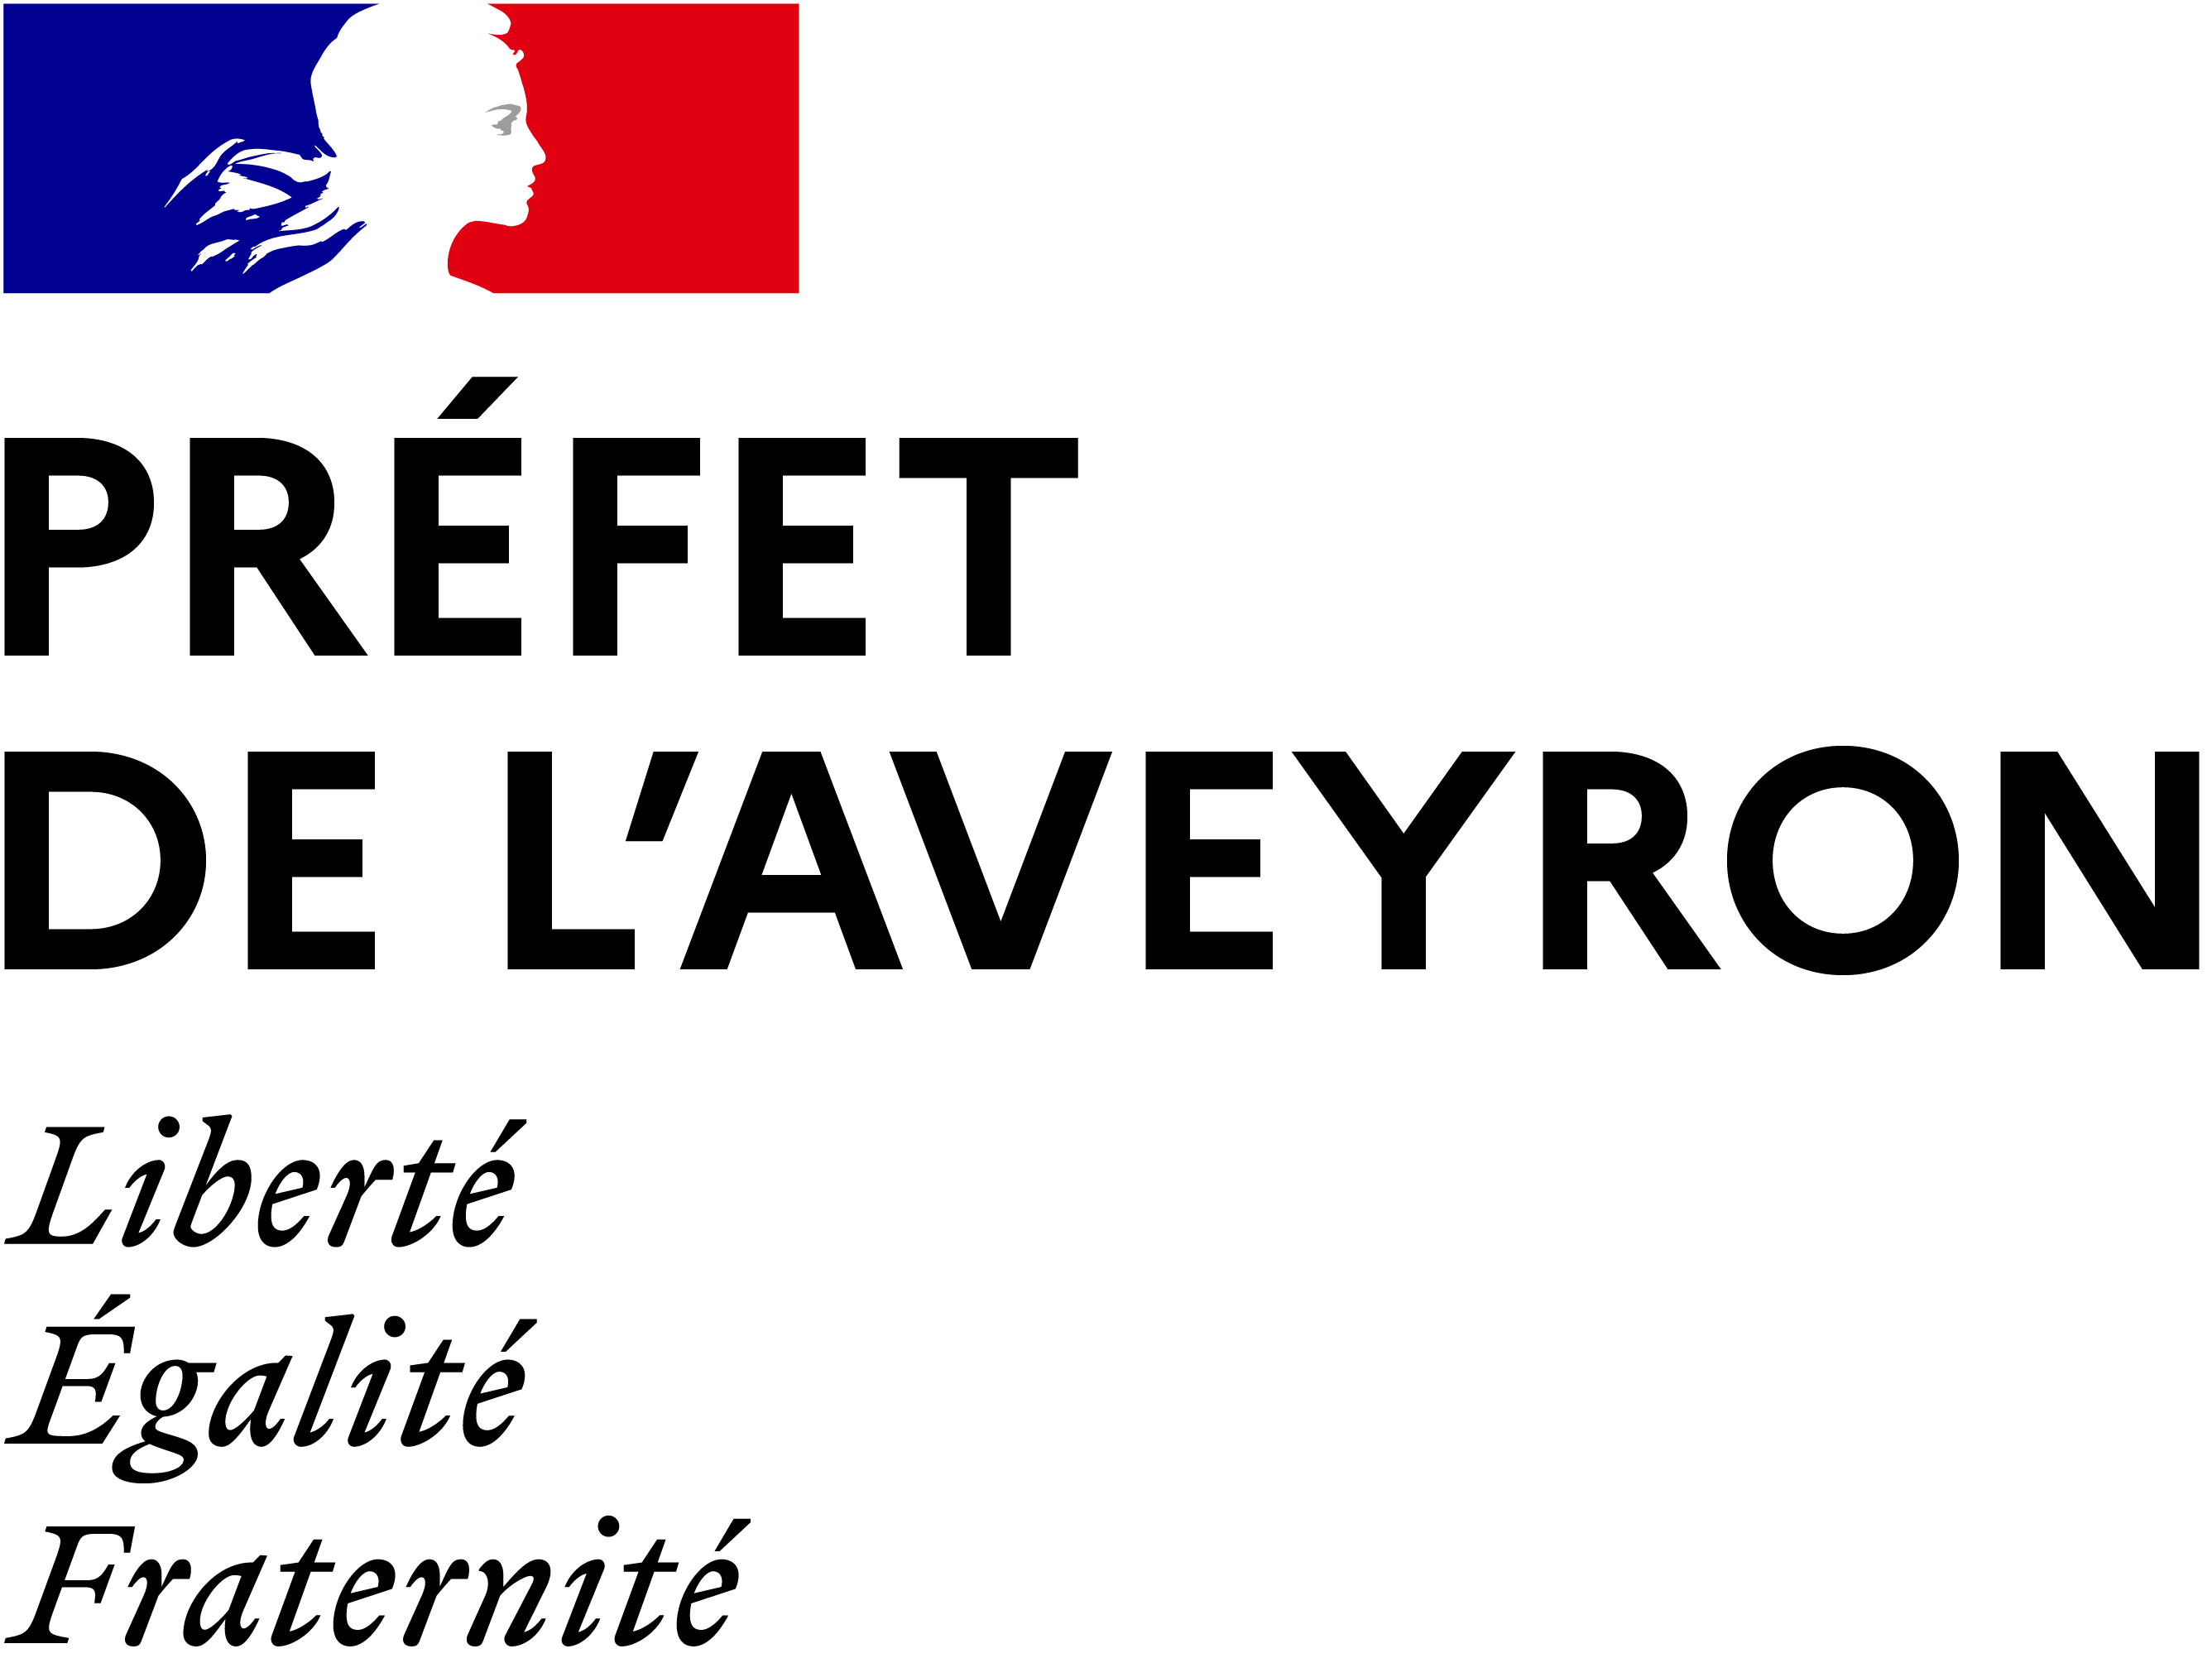 PRÉFET
DE L’AVEYRON
Liberté
Égalité
Fraternité